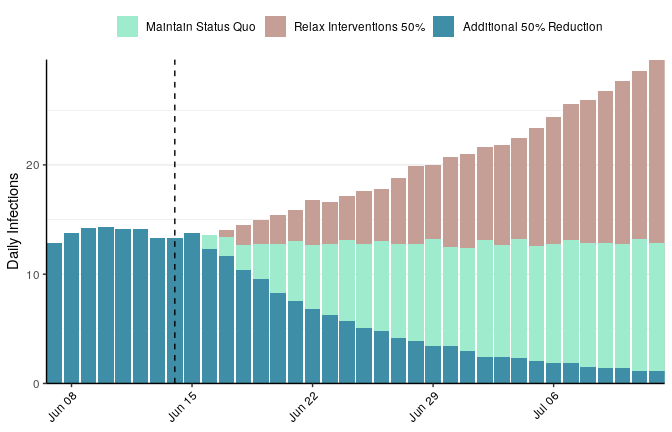 Maintain Status Quo Relax Interventions 50% Additional 50% Reduction
Daily Infections
20
10
0
Jun 08
Jun 15
Jun 22
Jun 29
Jul 06